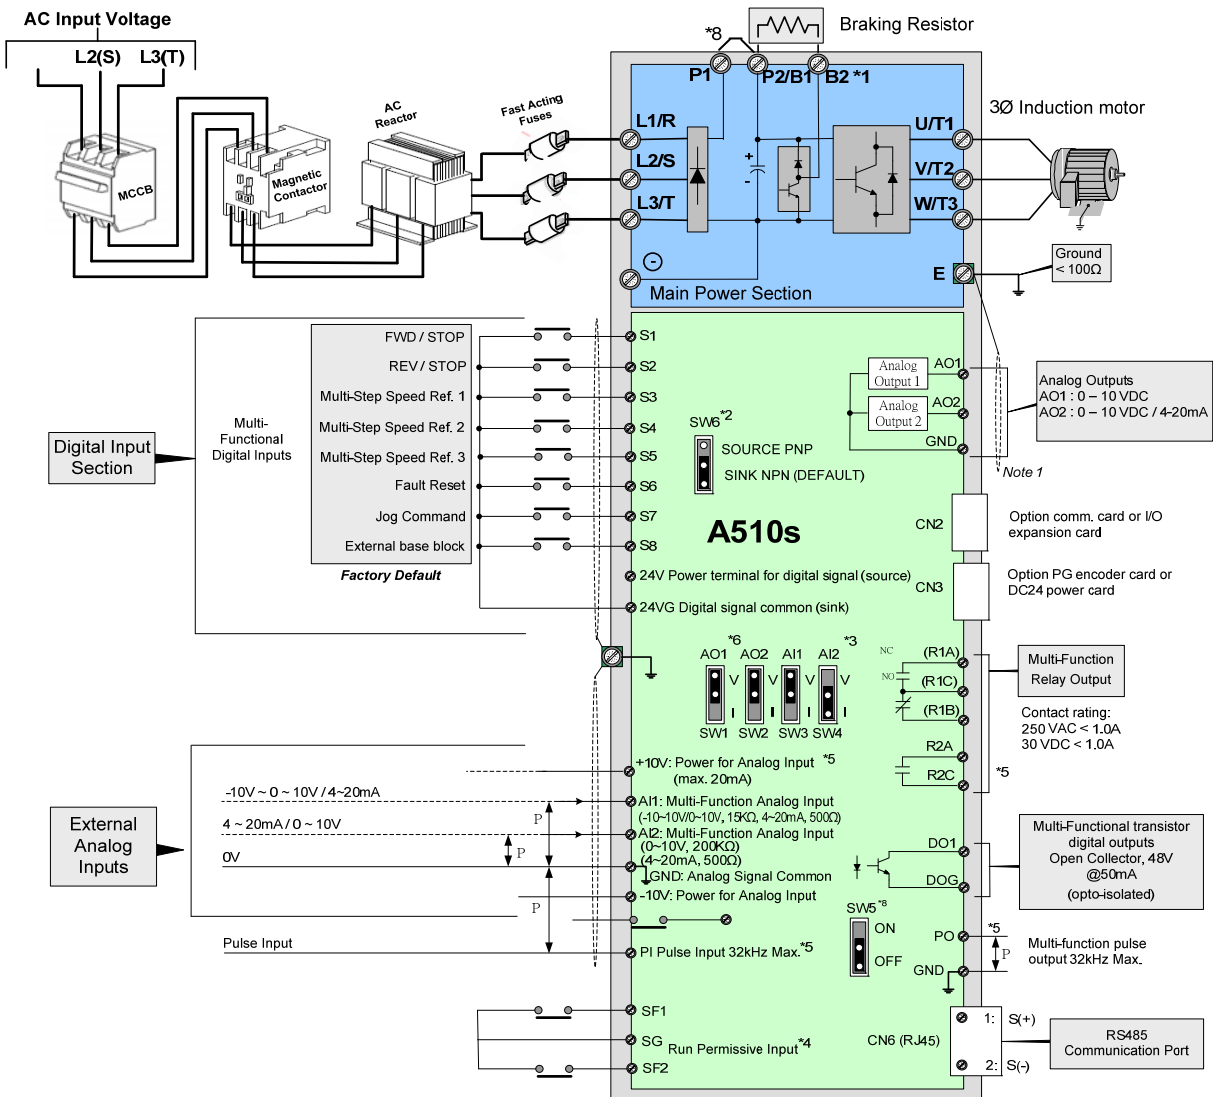 AC Input Voltage
L2(S) L3(T)
MCCB
Magnetic
Contactor
AC
Reactor
Fast Acting
Fuses
*8
Braking Resistor
P1 P2/B1 B2 *1
L1/R
L2/S
L3/T
+
-
U/T1
V/T2
W/T3
3Ø Induction motor
E
Ground
< 100Ω
-
Main Power Section
Digital Input
Section
Multi-
Functional
Digital Inputs
FWD / STOP
REV / STOP
Multi-Step Speed Ref. 1
Multi-Step Speed Ref. 2
Multi-Step Speed Ref. 3
Fault Reset
Jog Command
External base block
Factory Default
S1
S2
S3
S4
S5
S6
S7
S8
24V Power terminal for digital signal (source)
24VG Digital signal common (sink)
SW6*2
SOURCE PNP
SINK NPN (DEFAULT)
A510s
Analog
Output 1
AO1
Analog
Output 2
AO2
GND
Analog Outputs
AO1 : 0 – 10 VDC
AO2 : 0 – 10 VDC / 4-20mA
Note 1
CN2
Option comm. card or I/O
expansion card
CN3
Option PG encoder card or
DC24 power card
*6 *3
AO1 AO2 AI1 AI2
V V V V
I I I I
SW1 SW2 SW3 SW4
NC
(R1A)
NO
(R1C)
(R1B)
R2A
R2C
*5
Multi-Function
Relay Output
Contact rating:
250 VAC < 1.0A
30 VDC < 1.0A
External
Analog
Inputs
-10V ~ 0 ~ 10V / 4~20mA
4 ~ 20mA / 0 ~ 10V
0V
P
P
P
Pulse Input
+10V: Power for Analog Input *5
(max. 20mA)
AI1: Multi-Function Analog Input
(-10~10V/0~10V, 15KΩ, 4~20mA, 500Ω)
AI2: Multi-Function Analog Input
(0~10V, 200KΩ)
(4~20mA, 500Ω)
GND: Analog Signal Common
-10V: Power for Analog Input
PI Pulse Input 32kHz Max.*5
SW5*8
ON
OFF
DO1
DOG
Multi-Functional transistor
digital outputs
Open Collector, 48V
@50mA
(opto-isolated)
PO
*5
P
GND
Multi-function pulse
output 32kHz Max.
SF1
SG
SF2
Run Permissive Input*4
CN6 (RJ45)
1: S(+)
2: S(-)
RS485
Communication Port